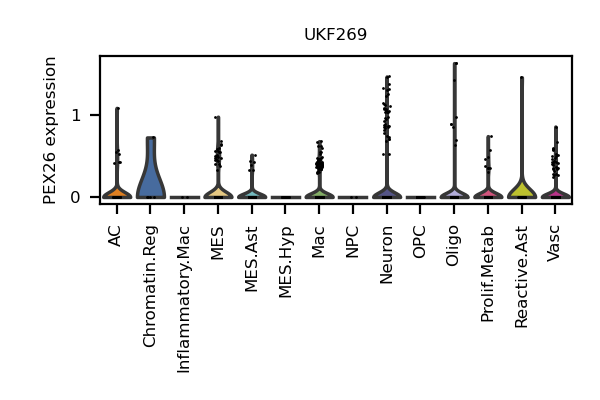 UKF269
PEX26 expression
1
0
AC
Chromatin.Reg
Inflammatory.Mac
MES
MES.Ast
MES.Hyp
Mac
NPC
Neuron
OPC
Oligo
Prolif.Metab
Reactive.Ast
Vasc